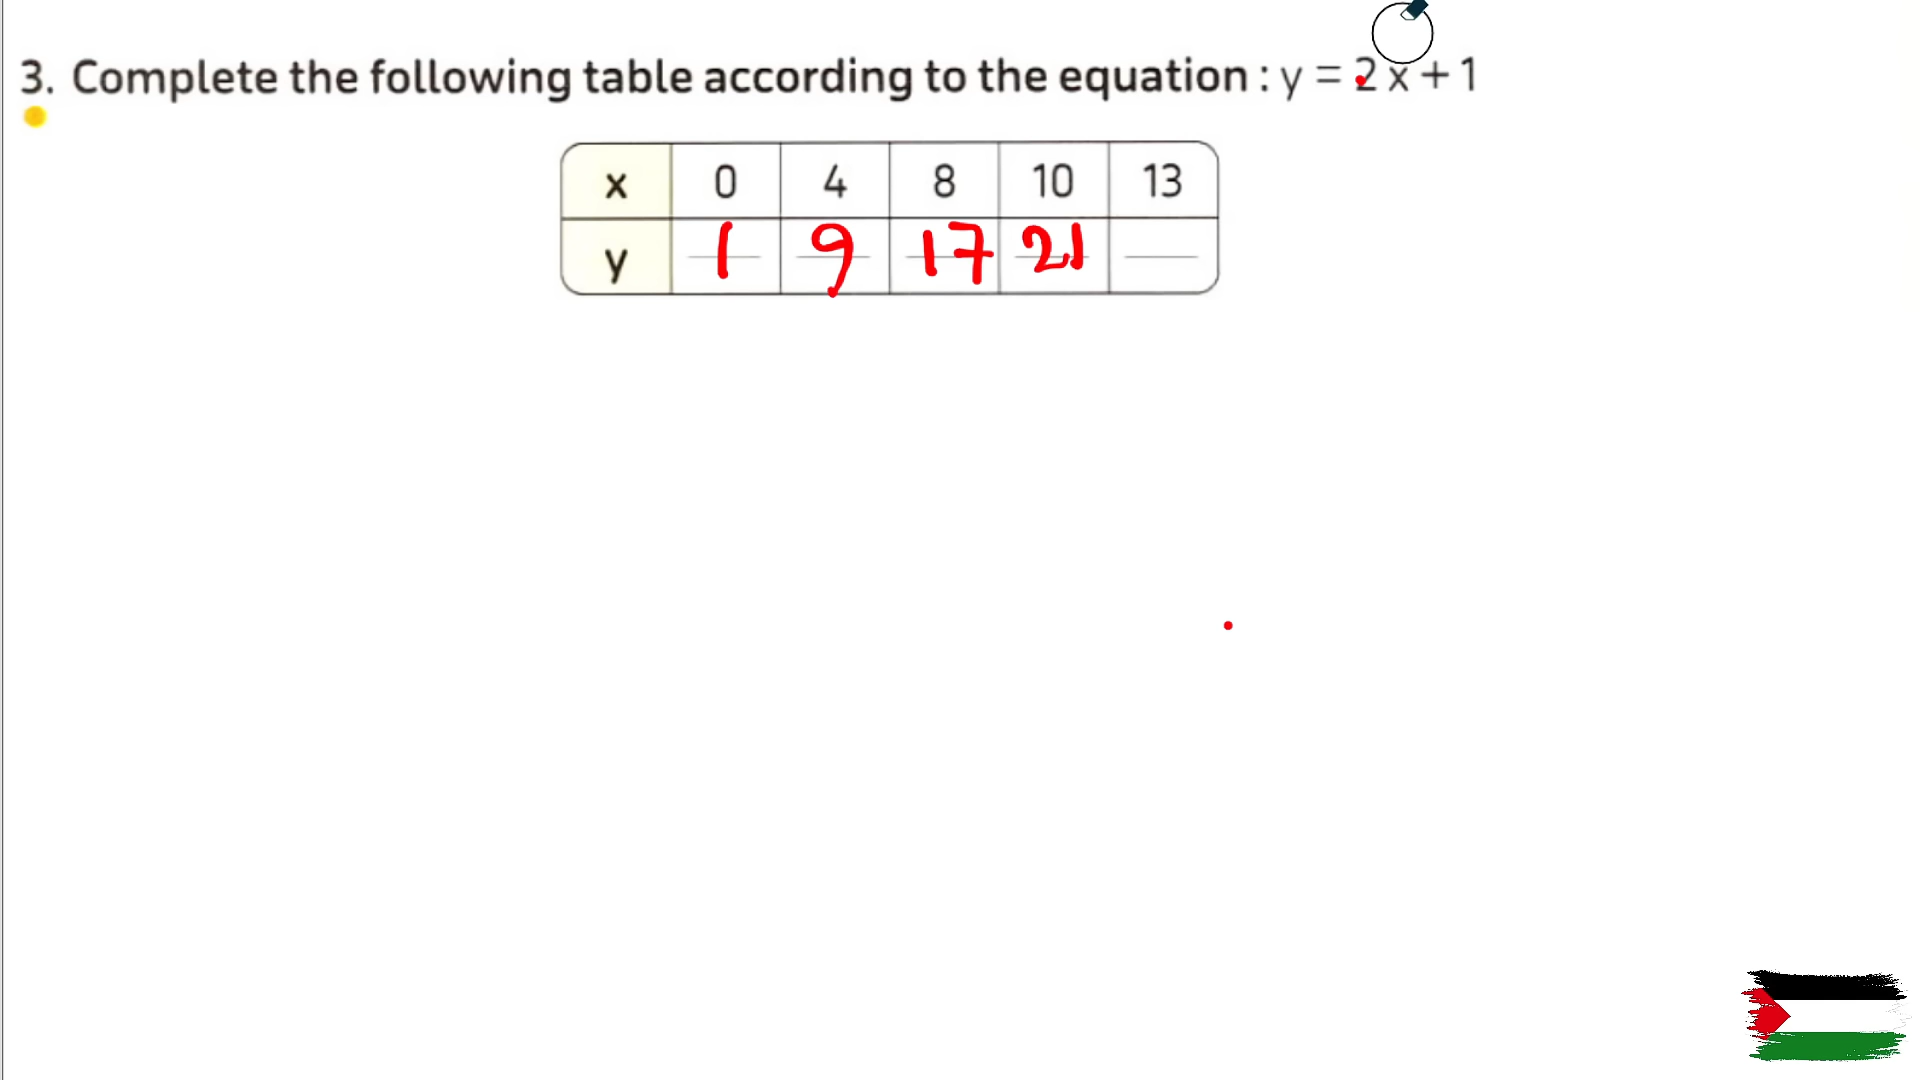 3. Complete the following table according to the equation : y = 2 x + 1
x 0 4 8 10 13
y 1 9 17 21